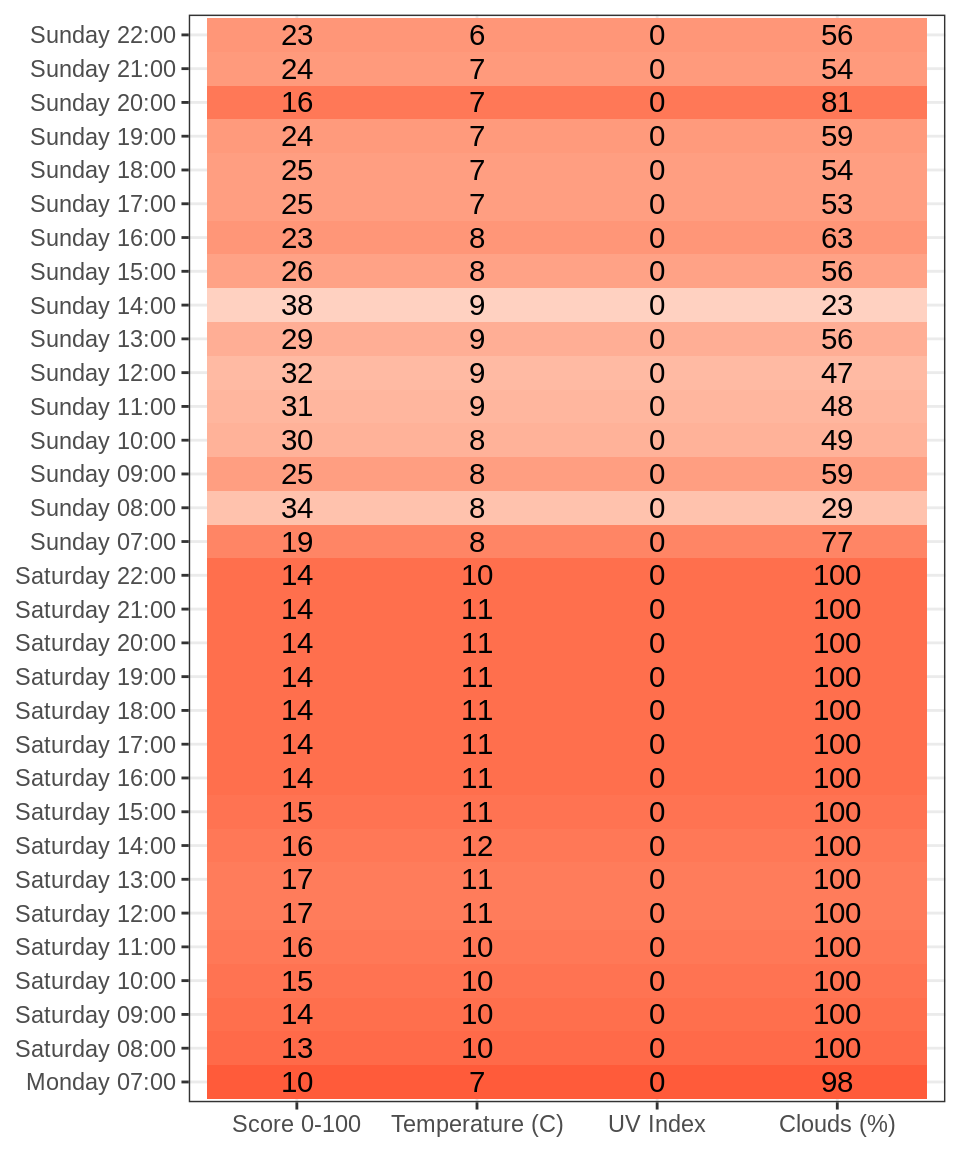 Sunday 22:00 23 6 0 56
Sunday 21:00 24 7 0 54
Sunday 20:00 16 7 0 81
Sunday 19:00 24 7 0 59
Sunday 18:00 25 7 0 54
Sunday 17:00 25 7 0 53
Sunday 16:00 23 8 0 63
Sunday 15:00 26 8 0 56
Sunday 14:00 38 9 0 23
Sunday 13:00 29 9 0 56
Sunday 12:00 32 9 0 47
Sunday 11:00 31 9 0 48
Sunday 10:00 30 8 0 49
Sunday 09:00 25 8 0 59
Sunday 08:00 34 8 0 29
Sunday 07:00 19 8 0 77
Saturday 22:00 14 10 0 100
Saturday 21:00 14 11 0 100
Saturday 20:00 14 11 0 100
Saturday 19:00 14 11 0 100
Saturday 18:00 14 11 0 100
Saturday 17:00 14 11 0 100
Saturday 16:00 14 11 0 100
Saturday 15:00 15 11 0 100
Saturday 14:00 16 12 0 100
Saturday 13:00 17 11 0 100
Saturday 12:00 17 11 0 100
Saturday 11:00 16 10 0 100
Saturday 10:00 15 10 0 100
Saturday 09:00 14 10 0 100
Saturday 08:00 13 10 0 100
Monday 07:00 10 7 0 98
Score 0-100 Temperature (C) UV Index Clouds (%)